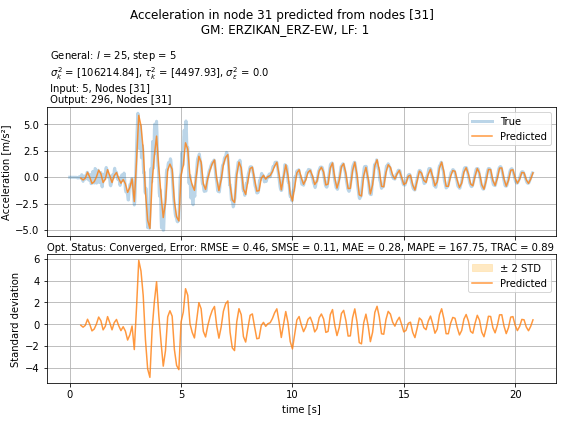 Acceleration in node 31 predicted from nodes [31]
GM: ERZIKAN_ERZ-EW, LF: 1
General: l = 25, step = 5
σ²ₖ = [106214.84], τ²ₖ = [4497.93], σ²ε = 0.0
Input: 5, Nodes [31]
Output: 296, Nodes [31]
Acceleration [m/s²]
5.0
2.5
0.0
−2.5
−5.0
True
Predicted
Opt. Status: Converged, Error: RMSE = 0.46, SMSE = 0.11, MAE = 0.28, MAPE = 167.75, TRAC = 0.89
Standard deviation
6
4
2
0
−2
−4
± 2 STD
Predicted
0 5 10 15 20
time [s]